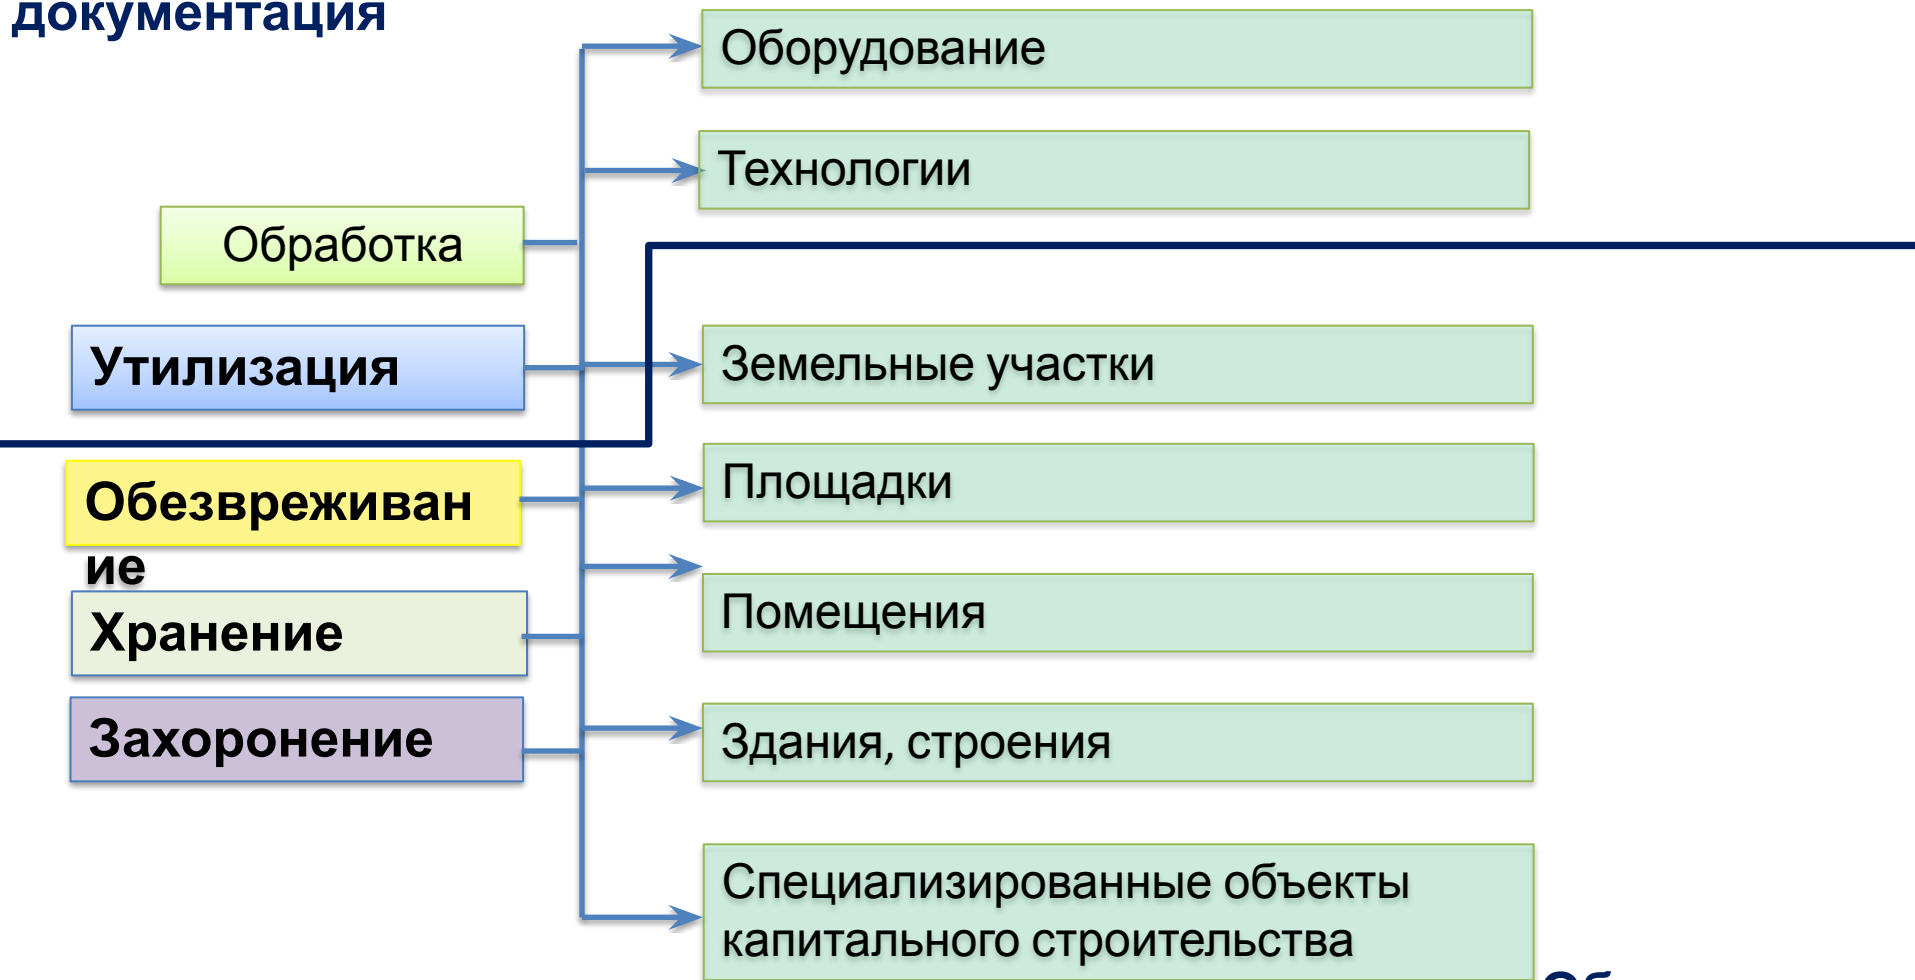 документация
Оборудование
Технологии
Обработка
Утилизация
Земельные участки
Обезвреживан
ие
Площадки
Хранение
Помещения
Захоронение
Здания, строения
Специализированные объекты
капитального строительства